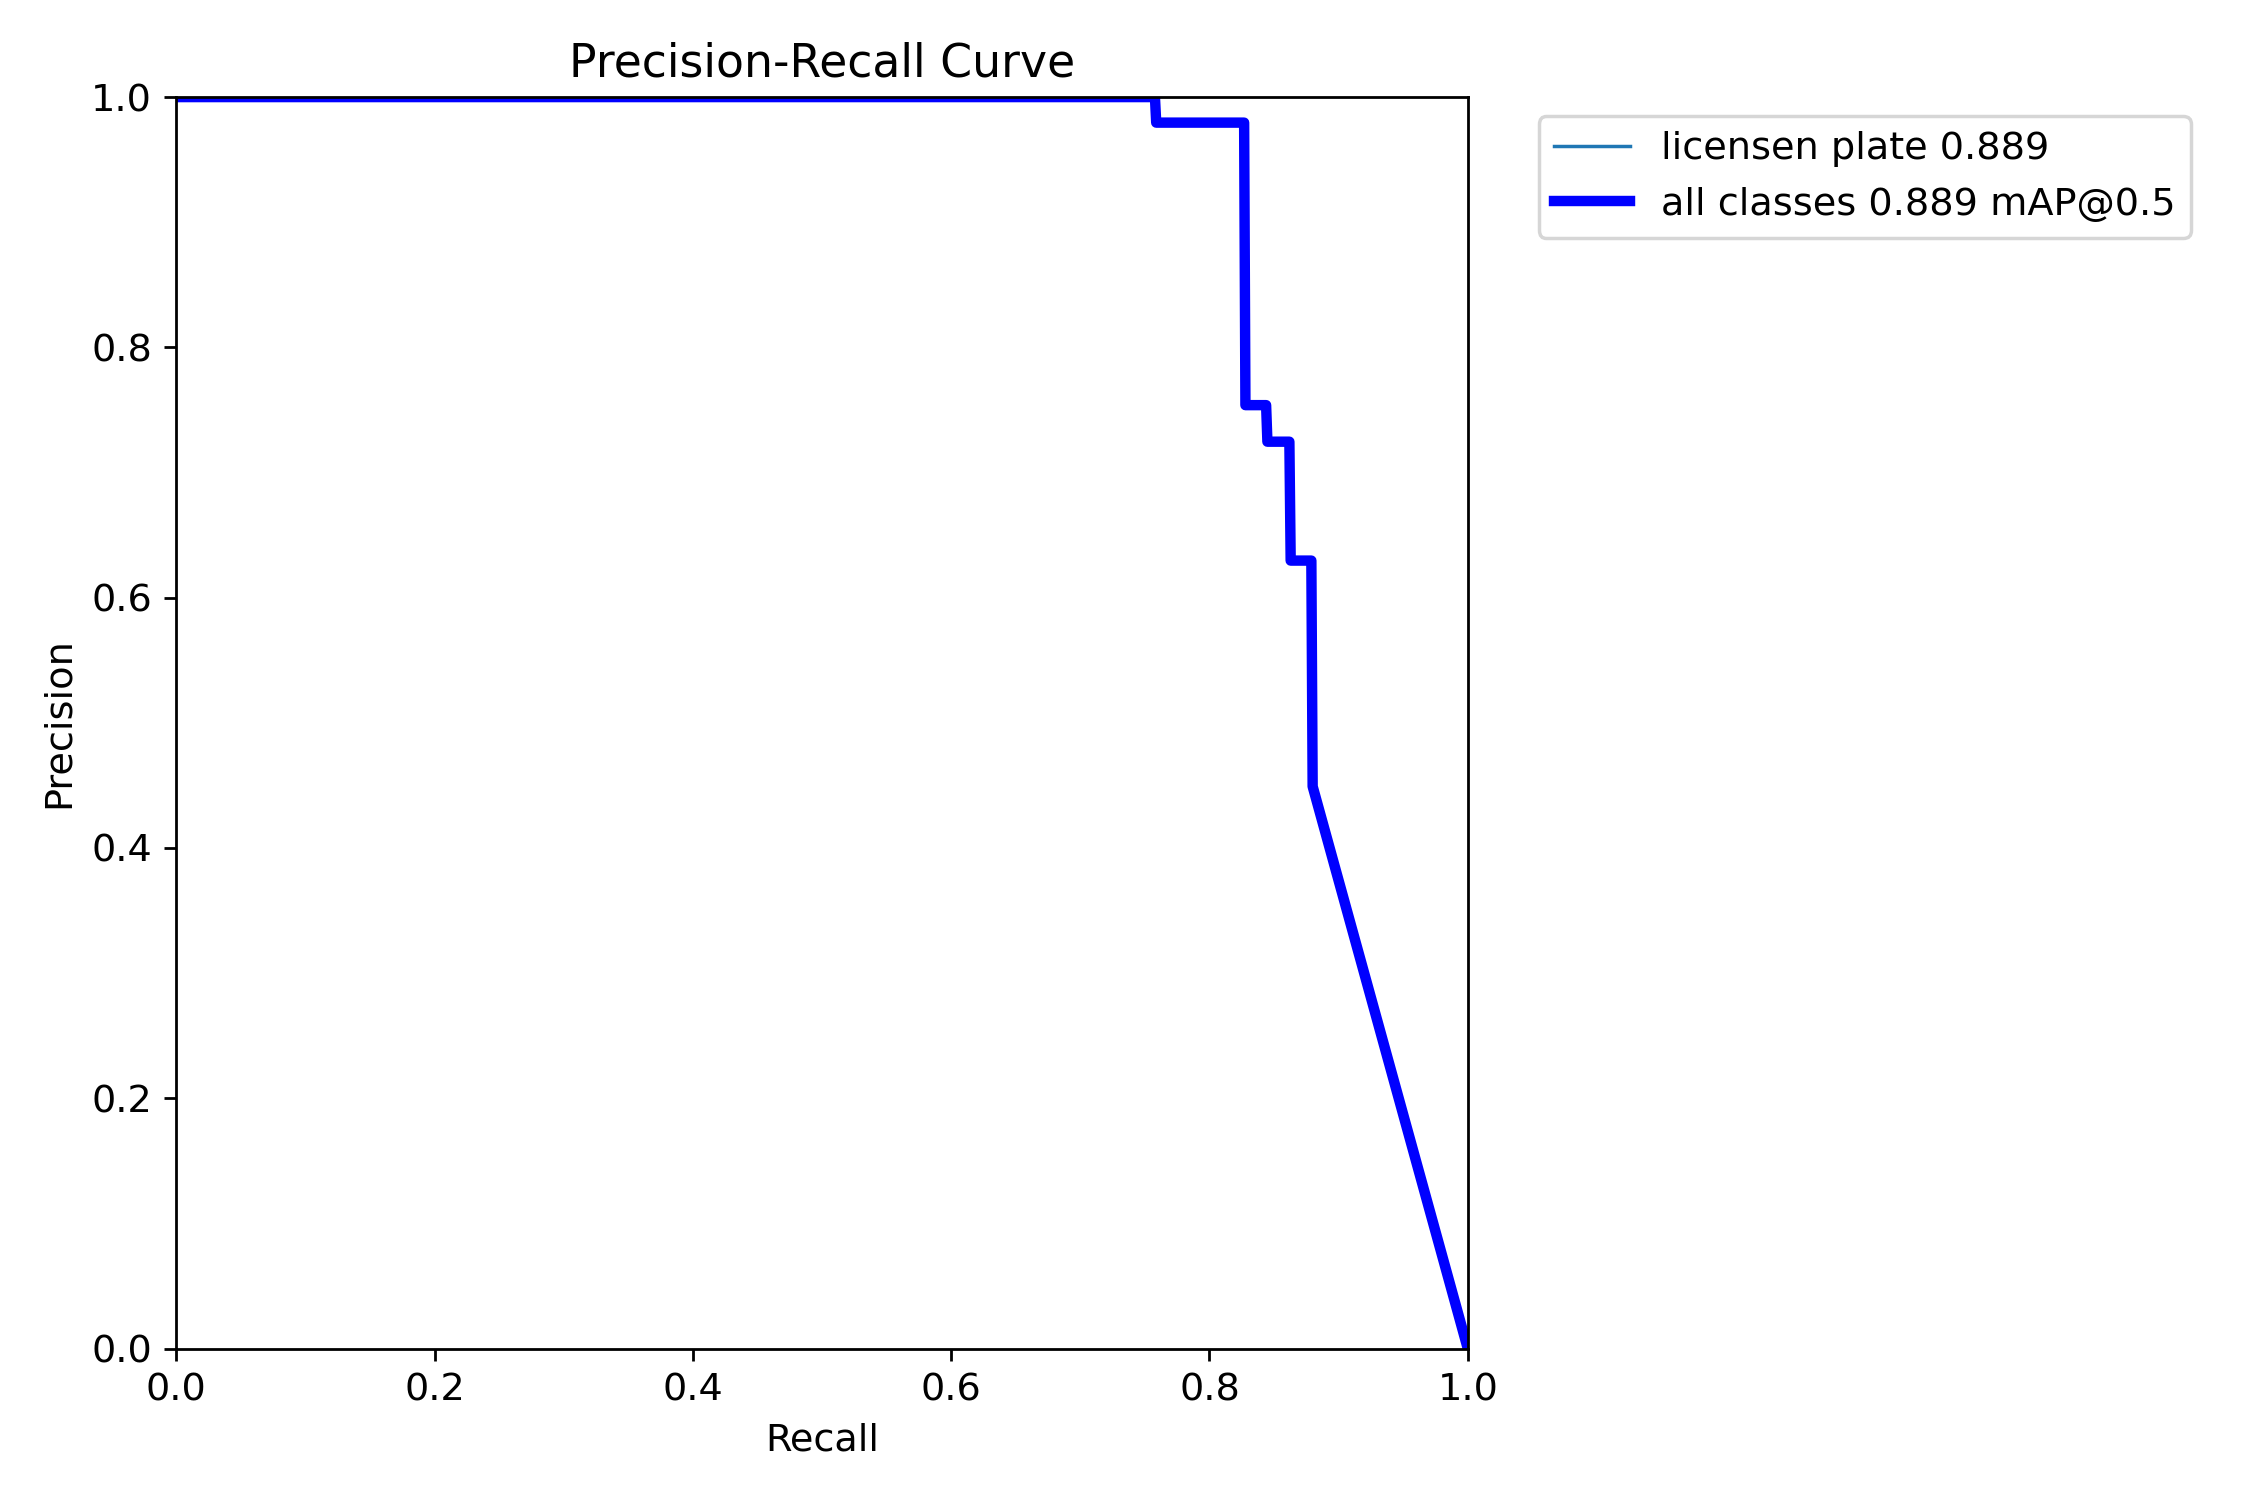 Precision-Recall Curve
1.0
0.8
0.6
0.4
0.2
0.0
Precision
0.0 0.2 0.4 0.6 0.8 1.0
Recall
licensen plate 0.889
all classes 0.889 mAP@0.5